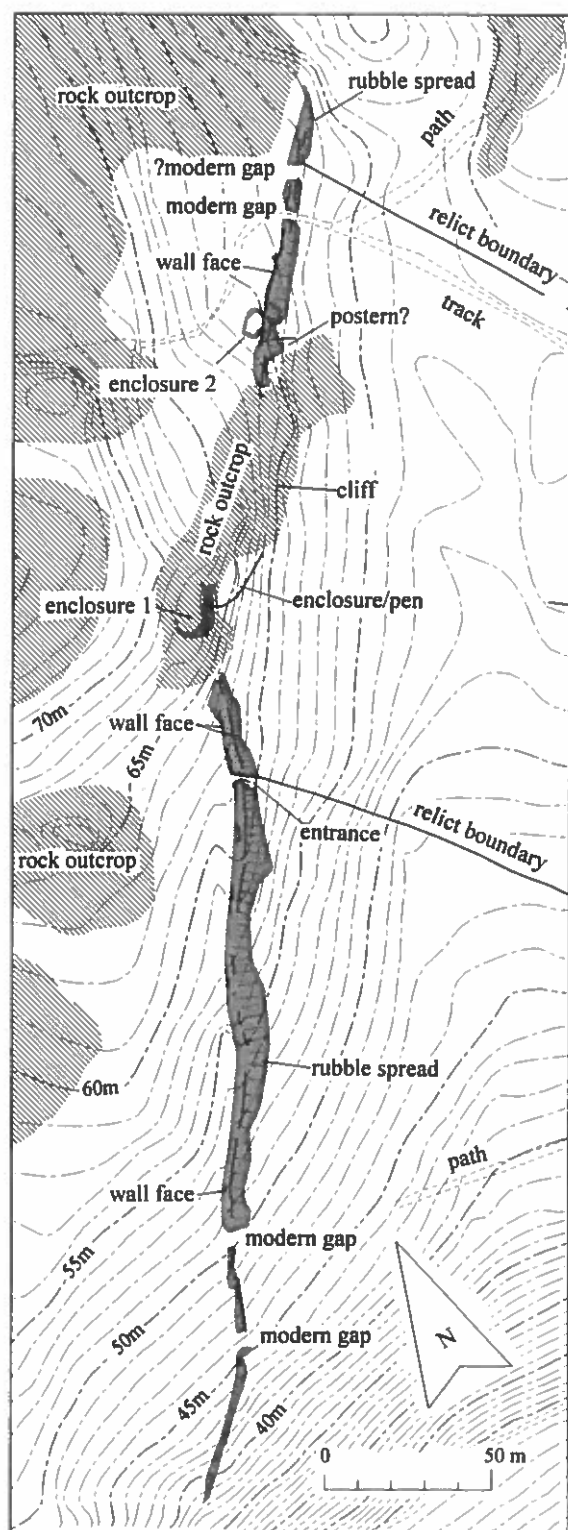 rubble spread
rock outcrop
path
?modern gap
modern gap
relict boundary
wall face
track
postern?
enclosure 2
rock outcrop
cliff
enclosure 1
enclosure/pen
70m
wall face
65m
entrance
relict boundary
rock outcrop
rubble spread
60m
path
wall face
modern gap
55m
N
50m
modern gap
45m
40m
0 50 m